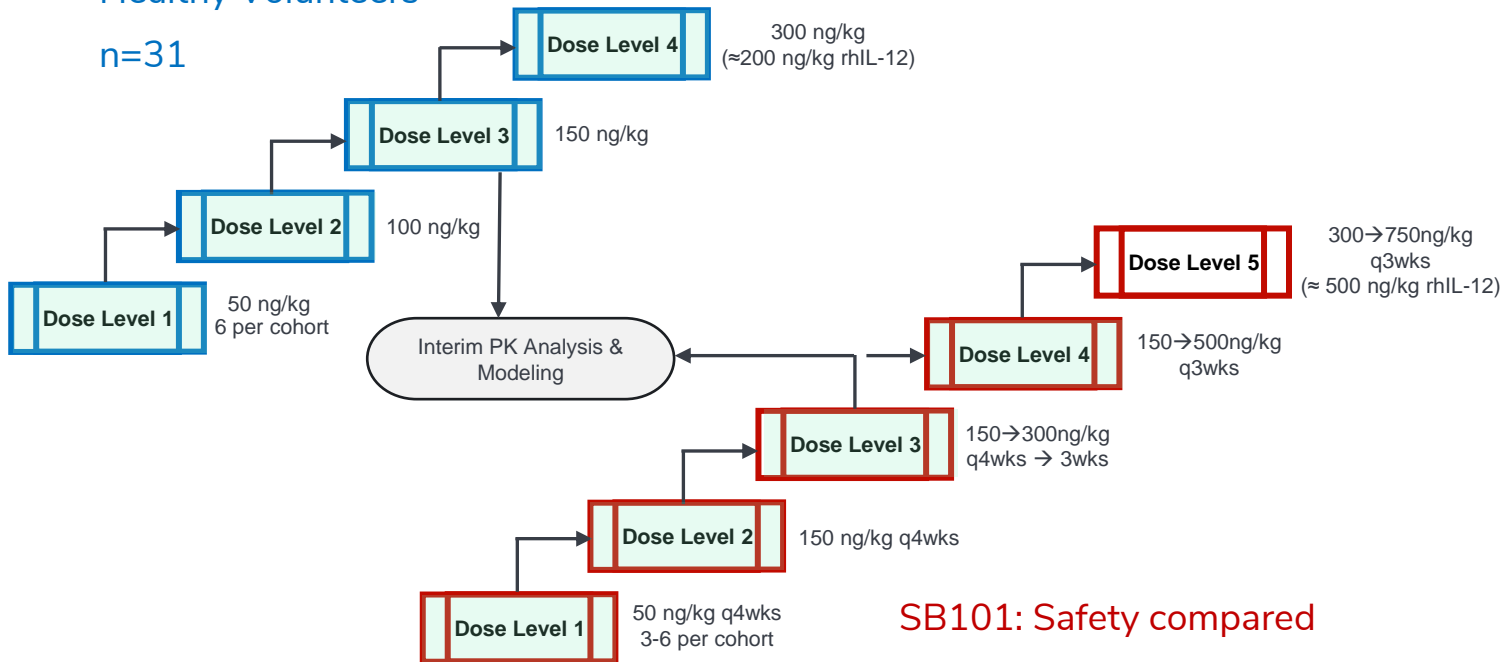 Healthy Volunteers
n=31
Dose Level 4
300 ng/kg
(≈200 ng/kg rhIL-12)
Dose Level 3
150 ng/kg
Dose Level 2
100 ng/kg
Dose Level 1
50 ng/kg
6 per cohort
Interim PK Analysis &
Modeling
Dose Level 5
300→750ng/kg
q3wks
(≈ 500 ng/kg rhIL-12)
Dose Level 4
150→500ng/kg
q3wks
Dose Level 3
150→300ng/kg
q4wks → 3wks
Dose Level 2
150 ng/kg q4wks
Dose Level 1
50 ng/kg q4wks
3-6 per cohort
SB101: Safety compared